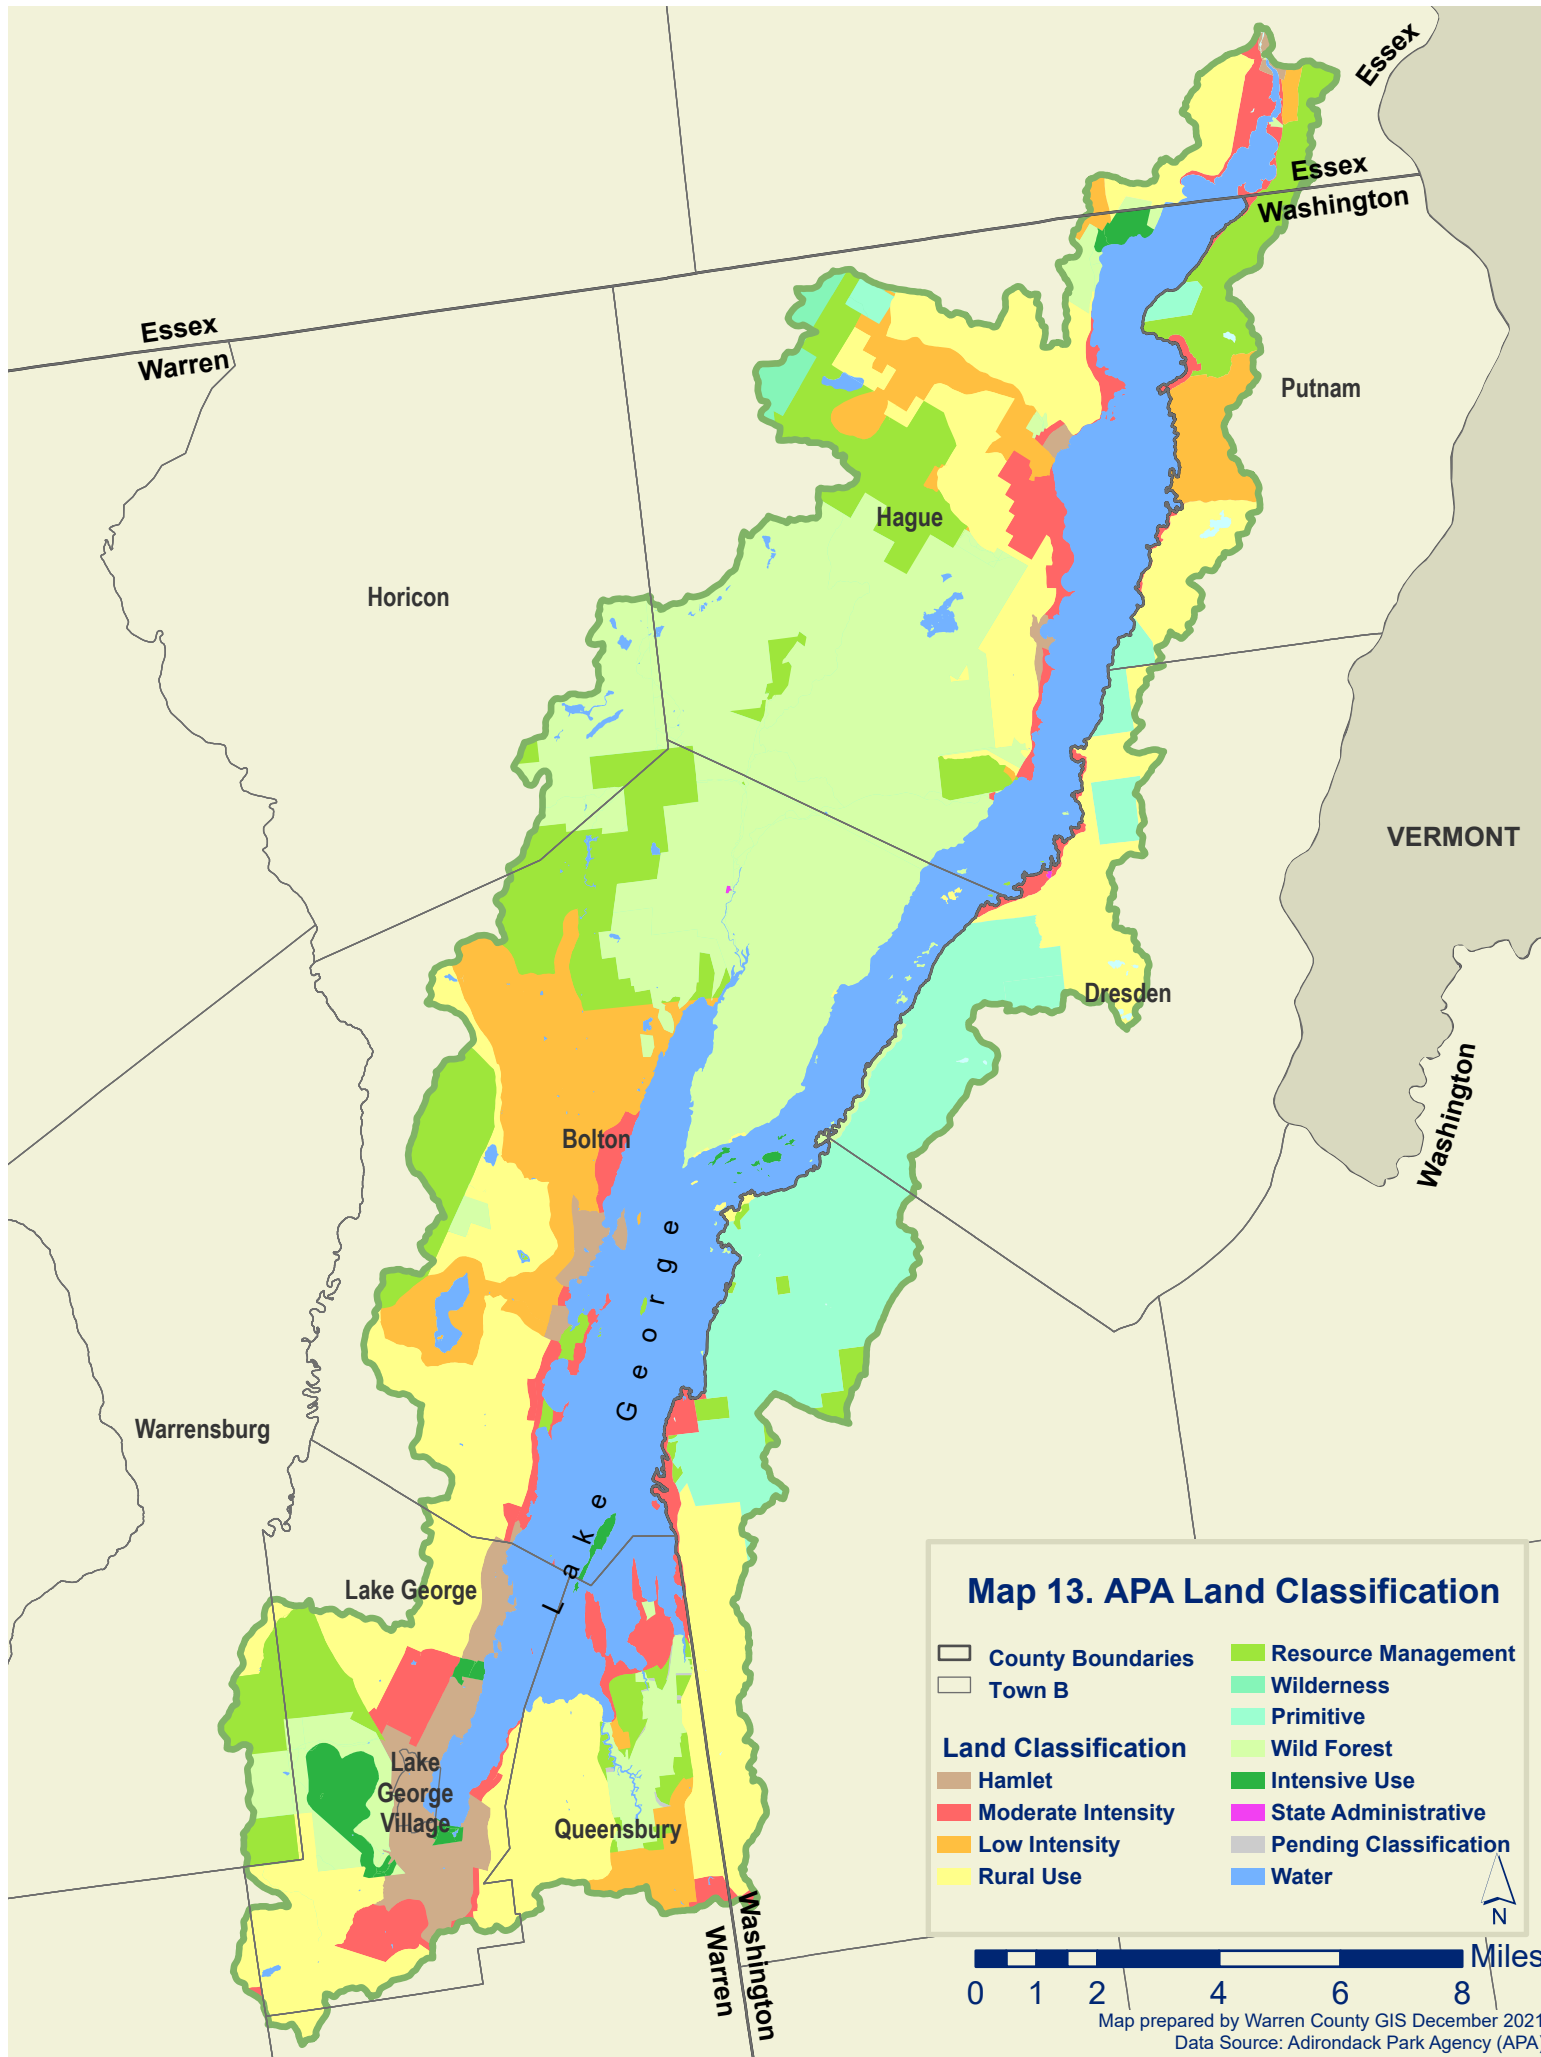 Essex
Essex
Washington
Essex
Warren
Putnam
Hague
Horicon
VERMONT
Dresden
Washington
Bolton
Lake George
Warrensburg
Lake George
Lake
George
Village
Queensbury
Washington
Warren
Map 13. APA Land Classification
County Boundaries
Town B
Land Classification
Hamlet
Moderate Intensity
Low Intensity
Rural Use
Resource Management
Wilderness
Primitive
Wild Forest
Intensive Use
State Administrative
Pending Classification
Water
N
Miles
0 1 2 4 6 8
Map prepared by Warren County GIS December 2021
Data Source: Adirondack Park Agency (APA)